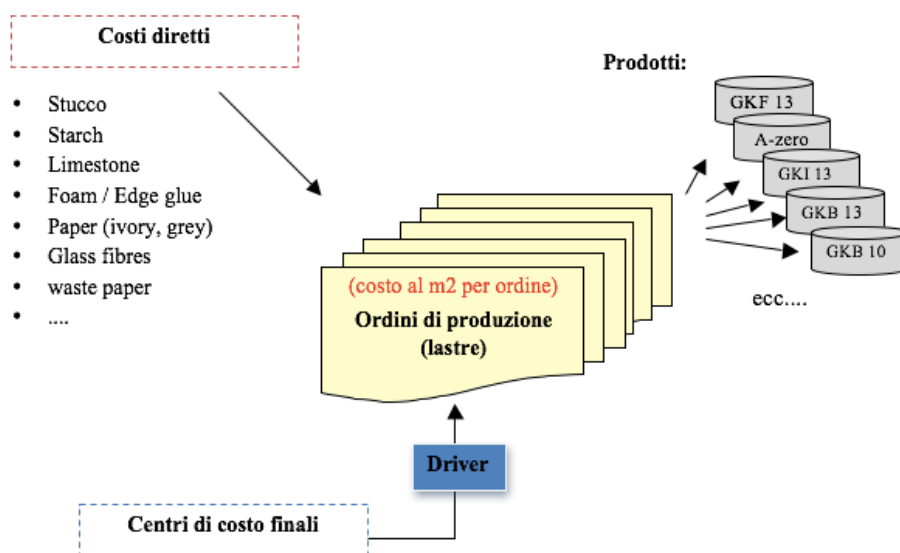 Costi diretti
• Stucco
• Starch
• Limestone
• Foam / Edge glue
• Paper (ivory, grey)
• Glass fibres
• waste paper
• ....
Prodotti:
GKF 13
A-zero
GKI 13
GKB 13
GKB 10
ecc....
(costo al m2 per ordine)
Ordini di produzione
(lastre)
Driver
Centri di costo finali